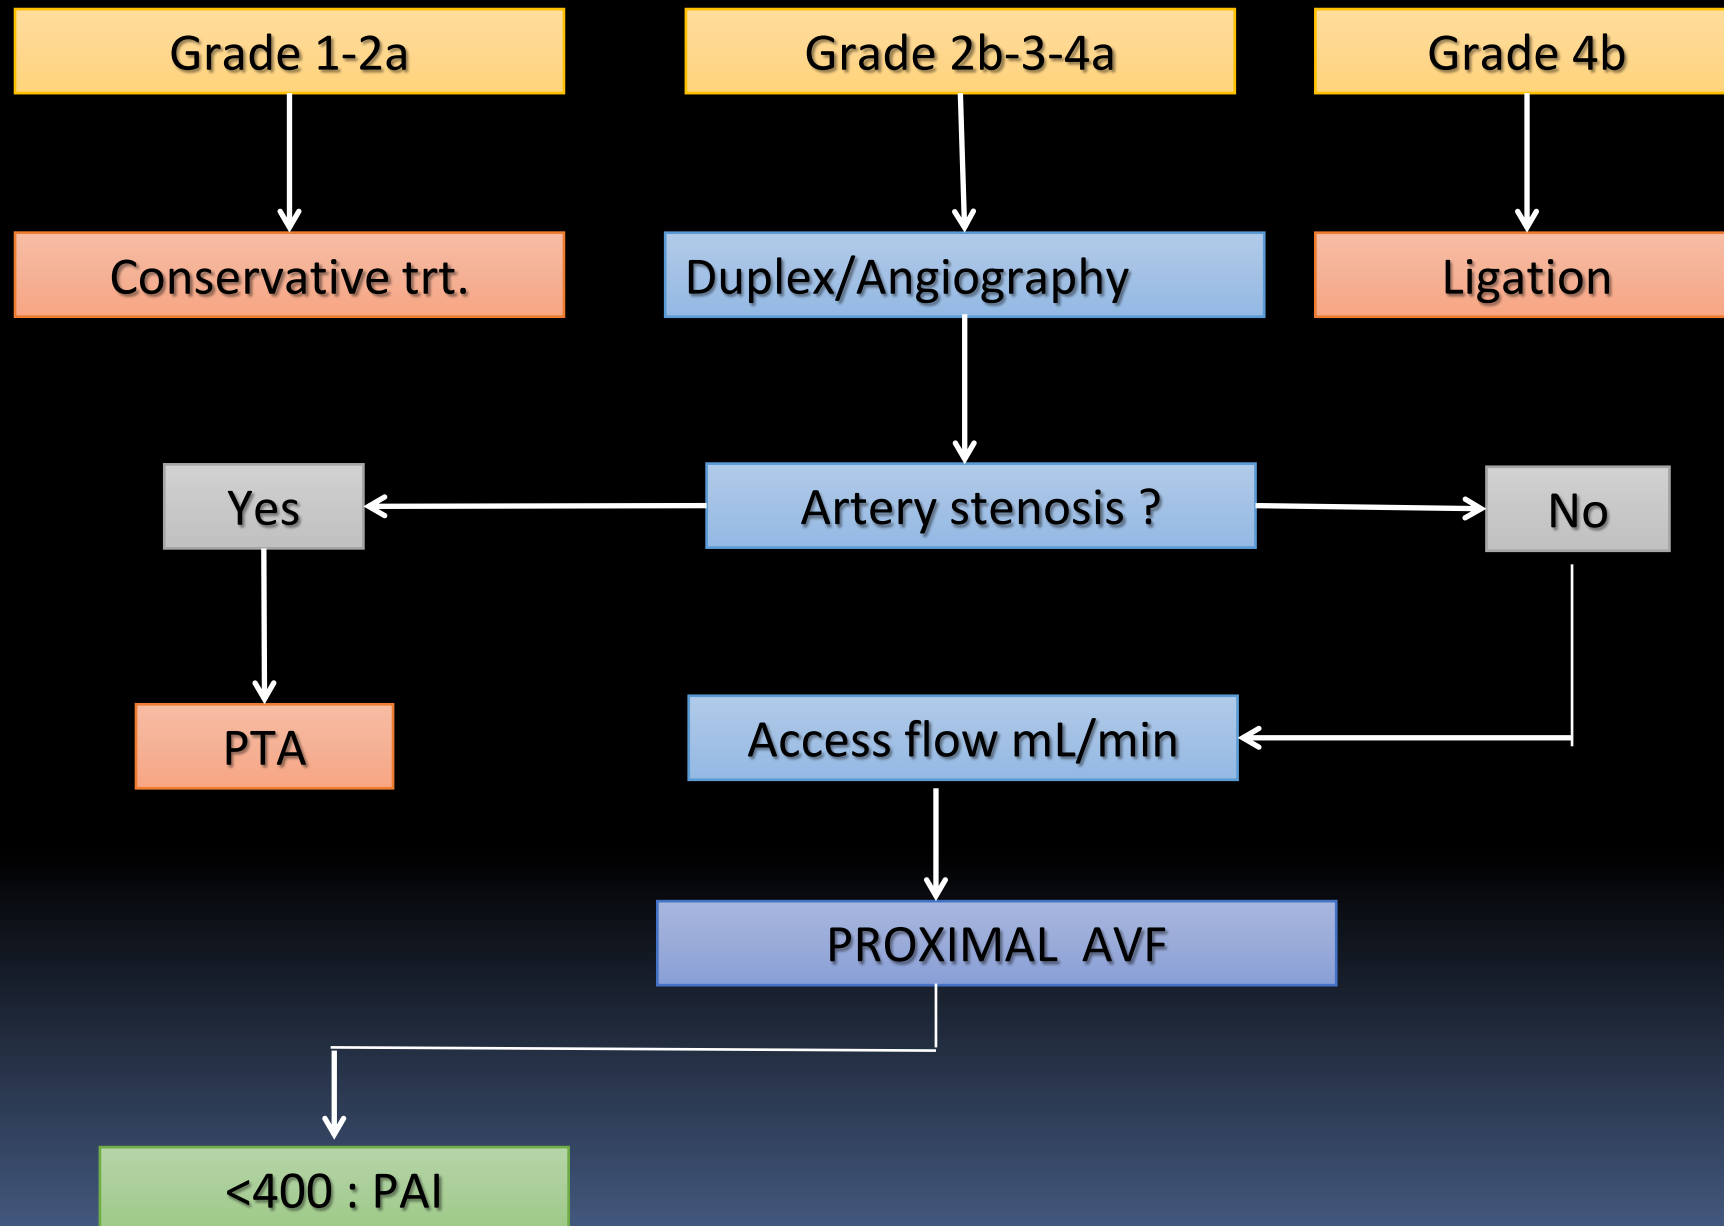 Grade 1-2a
Grade 2b-3-4a
Grade 4b
Conservative trt.
Duplex/Angiography
Ligation
Yes
Artery stenosis ?
No
PTA
Access flow mL/min
PROXIMAL AVF
<400 : PAI